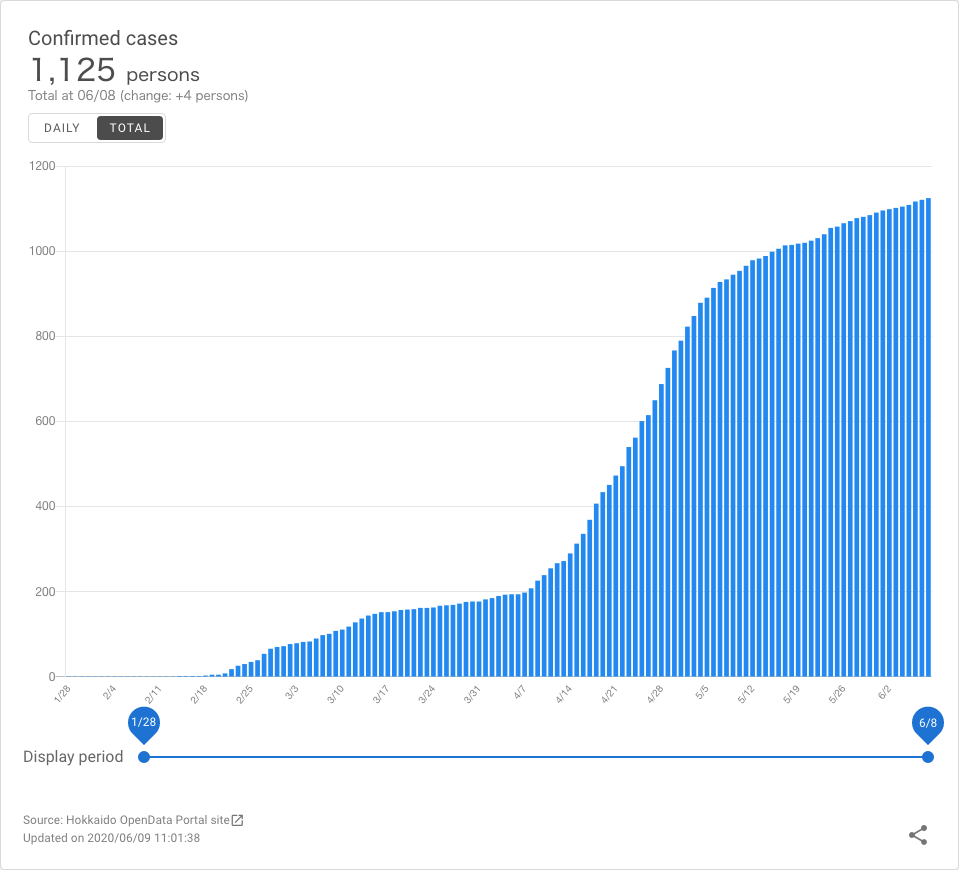 Confirmed cases
1,125 persons
Total at 06/08 (change: +4 persons)
DAILY TOTAL
1200
1000
800
600
400
200
0
1/28 2/4 2/11 2/18 2/25 3/3 3/10 3/17 3/24 3/31 4/7 4/14 4/21 4/28 5/5 5/12 5/19 5/26 6/2
1/28 6/8
Display period
Source: Hokkaido OpenData Portal site
Updated on 2020/06/09 11:01:38